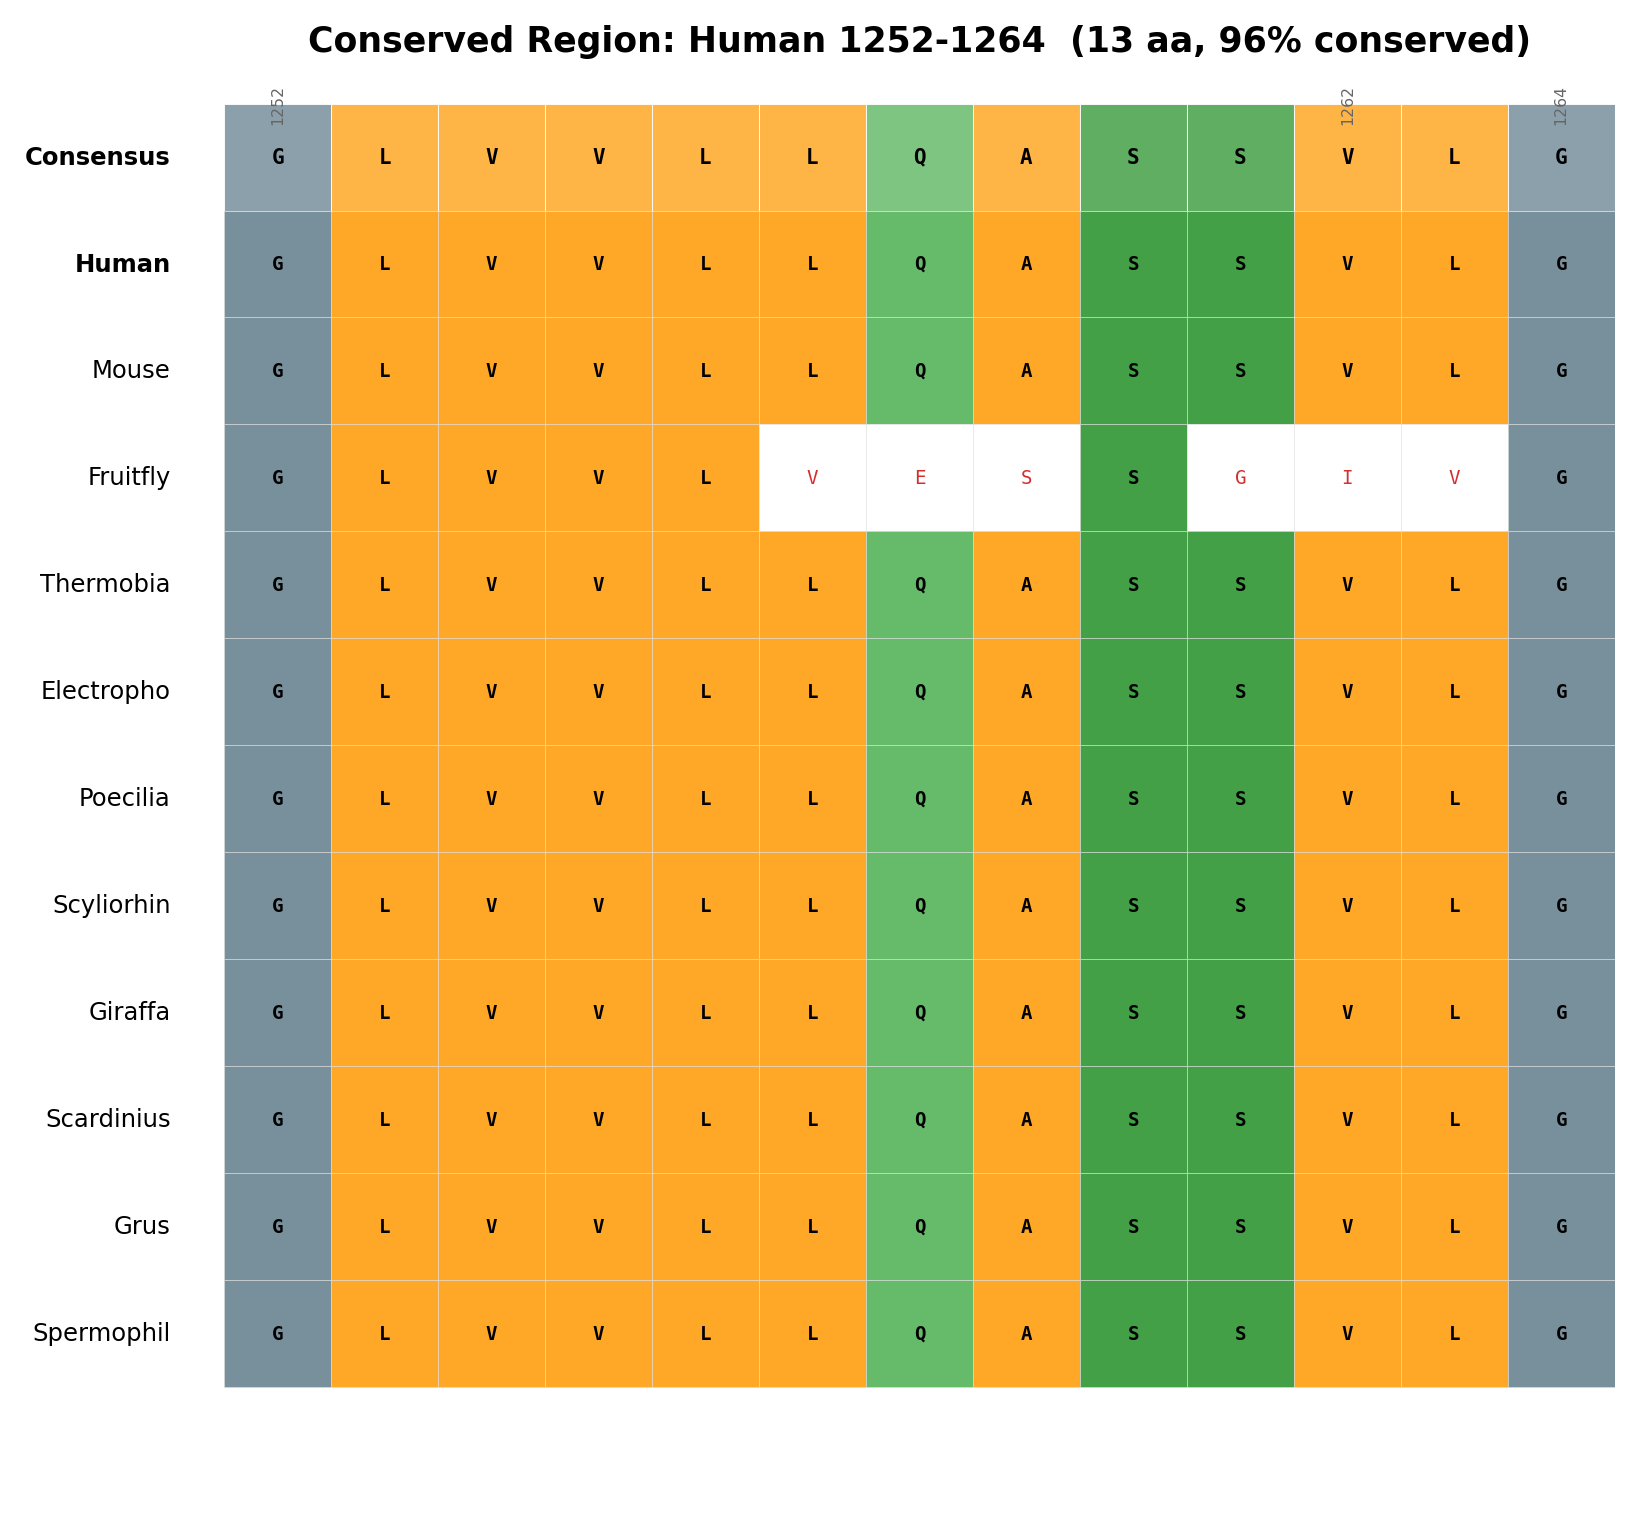 Conserved Region: Human 1252-1264 (13 aa, 96% conserved)
1252 1262 1264
Consensus G L V V L L Q A S S V L G
Human G L V V L L Q A S S V L G
Mouse G L V V L L Q A S S V L G
Fruitfly G L V V L V E S S G I V G
Thermobia G L V V L L Q A S S V L G
Electropho G L V V L L Q A S S V L G
Poecilia G L V V L L Q A S S V L G
Scyliorhin G L V V L L Q A S S V L G
Giraffa G L V V L L Q A S S V L G
Scardinius G L V V L L Q A S S V L G
Grus G L V V L L Q A S S V L G
Spermophil G L V V L L Q A S S V L G